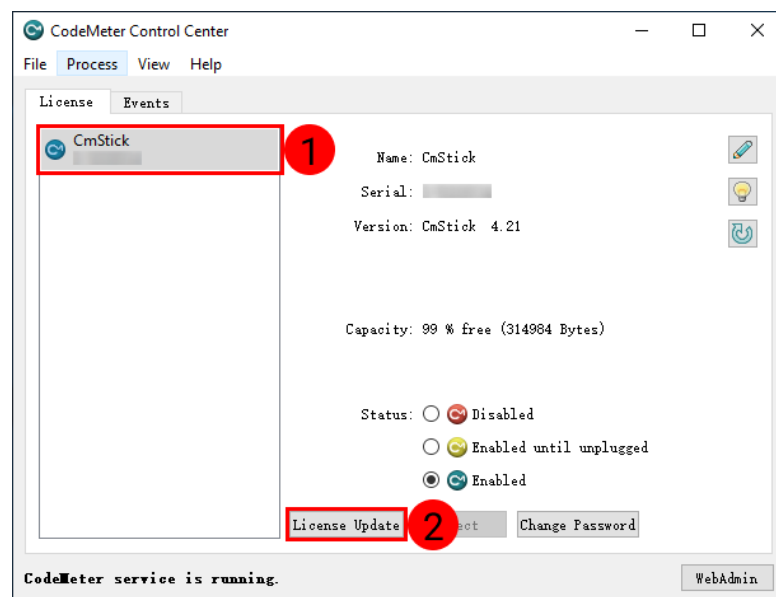 CodeMeter Control Center
File Process View Help
License Events
CmStick
1
Name: CmStick
Serial:
Version: CmStick 4.21
Capacity: 99 % free (314984 Bytes)
Status: Disabled
Enabled until unplugged
Enabled
License Update 2 Change Password
CodeMeter service is running. WebAdmin